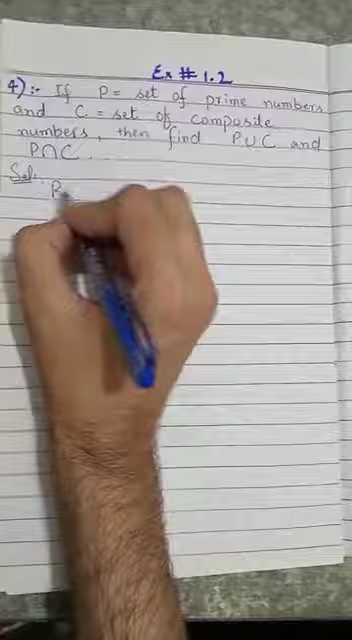 Ex # 1.2
4):- If P = set of prime numbers
and C = set of composite
numbers, then find P∪C and
P∩C.
Sol:
P